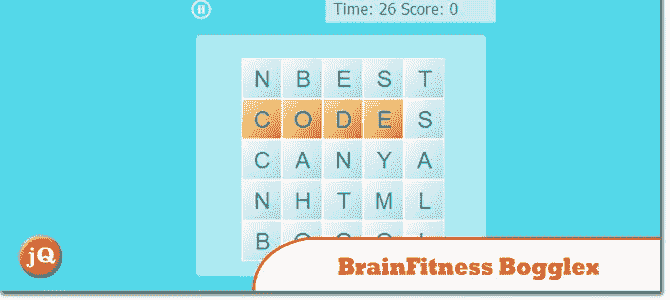 H
Time: 26 Score: 0
N B E S T
C O D E S
C A N Y A
N H T M L
B
jQ
BrainFitness Bogglex